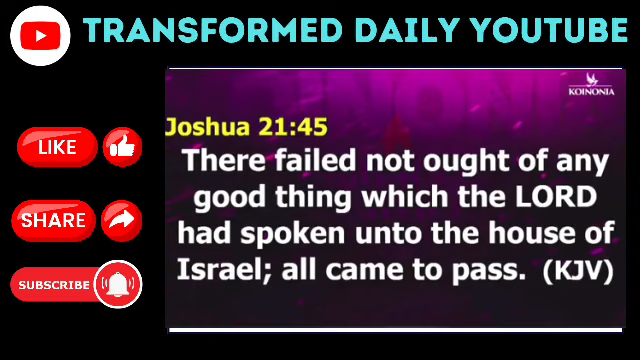 TRANSFORMED DAILY YOUTUBE
KOINONIA
Joshua 21:45
There failed not ought of any
good thing which the LORD
had spoken unto the house of
Israel; all came to pass. (KJV)
LIKE
SHARE
SUBSCRIBE